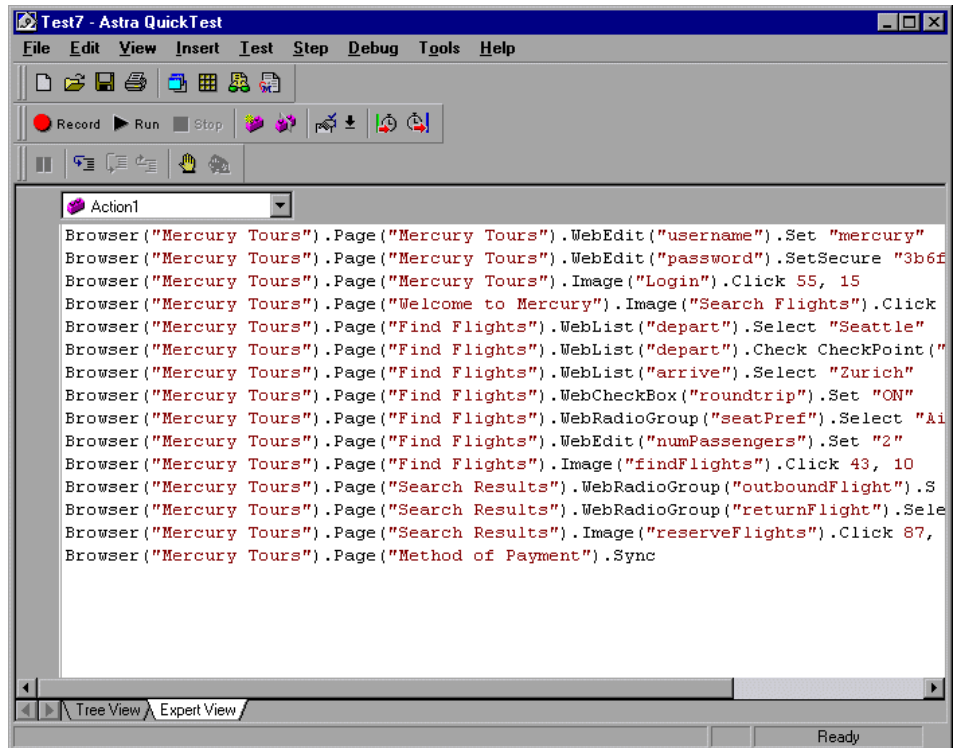 Test7 - Astra QuickTest
File Edit View Insert Test Step Debug Tools Help
Record Run Stop
Action1
Browser("Mercury Tours").Page("Mercury Tours").WebEdit("username").Set "mercury"
Browser("Mercury Tours").Page("Mercury Tours").WebEdit("password").SetSecure "3b6f
Browser("Mercury Tours").Page("Mercury Tours").Image("Login").Click 55, 15
Browser("Mercury Tours").Page("Welcome to Mercury").Image("Search Flights").Click
Browser("Mercury Tours").Page("Find Flights").WebList("depart").Select "Seattle"
Browser("Mercury Tours").Page("Find Flights").WebList("depart").Check CheckPoint("
Browser("Mercury Tours").Page("Find Flights").WebList("arrive").Select "Zurich"
Browser("Mercury Tours").Page("Find Flights").WebCheckBox("roundtrip").Set "ON"
Browser("Mercury Tours").Page("Find Flights").WebRadioGroup("seatPref").Select "Ai
Browser("Mercury Tours").Page("Find Flights").WebEdit("numPassengers").Set "2"
Browser("Mercury Tours").Page("Find Flights").Image("findFlights").Click 43, 10
Browser("Mercury Tours").Page("Search Results").WebRadioGroup("outboundFlight").S
Browser("Mercury Tours").Page("Search Results").WebRadioGroup("returnFlight").Sele
Browser("Mercury Tours").Page("Search Results").Image("reserveFlights").Click 87,
Browser("Mercury Tours").Page("Method of Payment").Sync
Tree View Expert View
Ready